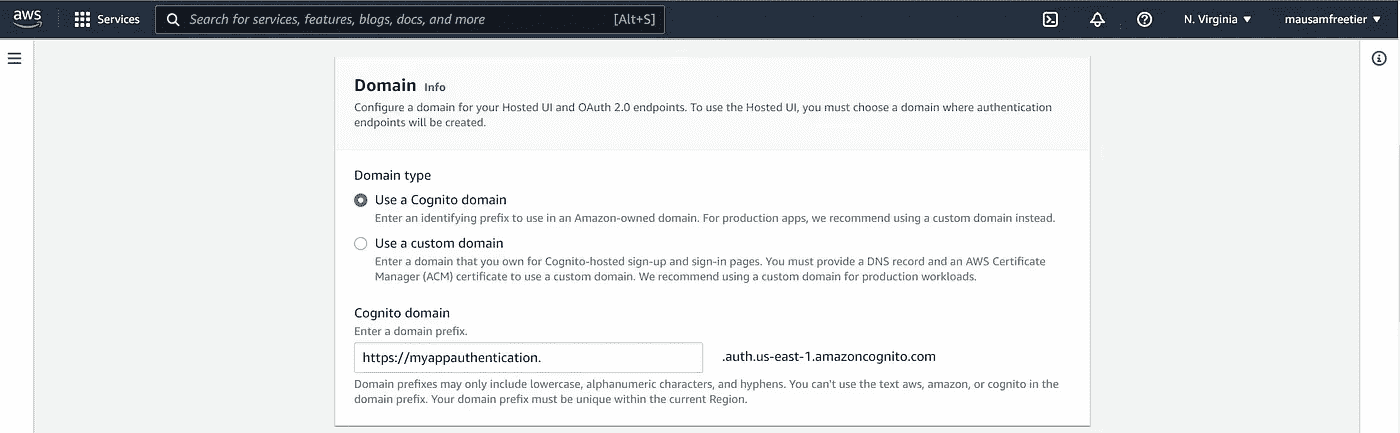 aws Services Search for services, features, blogs, docs, and more [Alt+S] N. Virginia ▼ mausamfreetier ▼
Domain Info
Configure a domain for your Hosted UI and OAuth 2.0 endpoints. To use the Hosted UI, you must choose a domain where authentication
endpoints will be created.
Domain type
Use a Cognito domain
Enter an identifying prefix to use in an Amazon-owned domain. For production apps, we recommend using a custom domain instead.
Use a custom domain
Enter a domain that you own for Cognito-hosted sign-up and sign-in pages. You must provide a DNS record and an AWS Certificate
Manager (ACM) certificate to use a custom domain. We recommend using a custom domain for production workloads.
Cognito domain
Enter a domain prefix.
https://myappauthentication. .auth.us-east-1.amazoncognito.com
Domain prefixes may only include lowercase, alphanumeric characters, and hyphens. You can't use the text aws, amazon, or cognito in the
domain prefix. Your domain prefix must be unique within the current Region.